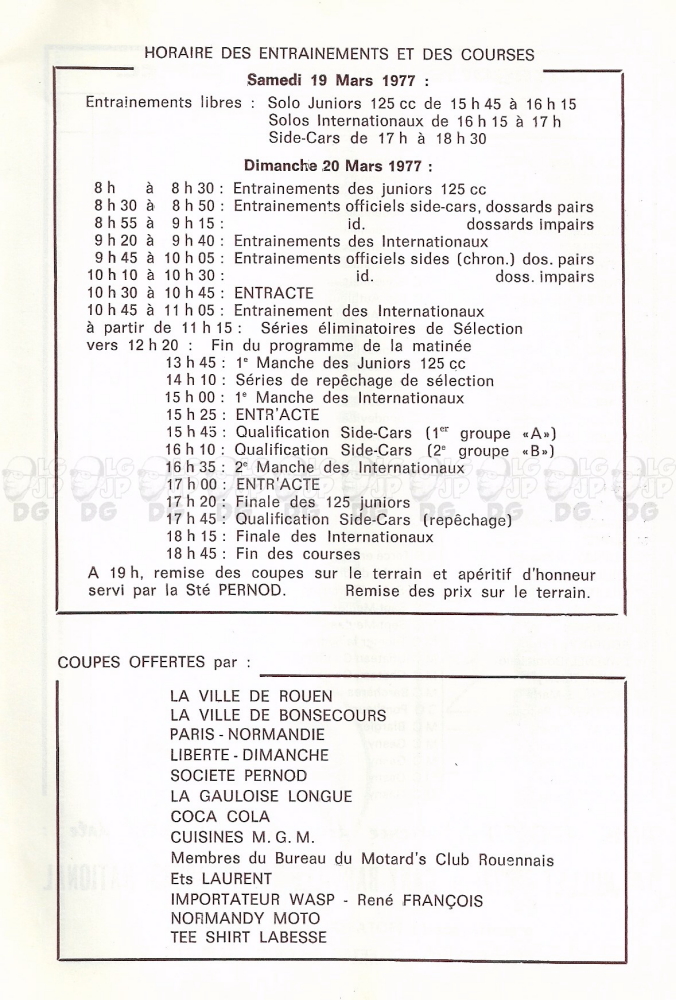 HORAIRE DES ENTRAINEMENTS ET DES COURSES
Samedi 19 Mars 1977 :
Entrainements libres : Solo Juniors 125 cc de 15 h 45 à 16 h 15
Solos Internationaux de 16 h 15 à 17 h
Side-Cars de 17 h à 18 h 30
Dimanche 20 Mars 1977 :
8 h à 8 h 30 : Entrainements des juniors 125 cc
8 h 30 à 8 h 50 : Entrainements officiels side-cars, dossards pairs
8 h 55 à 9 h 15 : id. dossards impairs
9 h 20 à 9 h 40 : Entrainements des Internationaux
9 h 45 à 10 h 05 : Entrainements officiels sides (chron.) dos. pairs
10 h 10 à 10 h 30 : id. doss. impairs
10 h 30 à 10 h 45 : ENTRACTE
10 h 45 à 11 h 05 : Entrainement des Internationaux
à partir de 11 h 15 : Séries éliminatoires de Sélection
vers 12 h 20 : Fin du programme de la matinée
13 h 45 : 1e Manche des Juniors 125 cc
14 h 10 : Séries de repêchage de sélection
15 h 00 : 1e Manche des Internationaux
15 h 25 : ENTR'ACTE
15 h 45 : Qualification Side-Cars (1er groupe «A»)
16 h 10 : Qualification Side-Cars (2e groupe «B»)
16 h 35 : 2e Manche des Internationaux
17 h 00 : ENTR'ACTE
17 h 20 : Finale des 125 juniors
17 h 45 : Qualification Side-Cars (repêchage)
18 h 15 : Finale des Internationaux
18 h 45 : Fin des courses
A 19 h, remise des coupes sur le terrain et apéritif d'honneur
servi par la Sté PERNOD. Remise des prix sur le terrain.
COUPES OFFERTES par :
LA VILLE DE ROUEN
LA VILLE DE BONSECOURS
PARIS - NORMANDIE
LIBERTE - DIMANCHE
SOCIETE PERNOD
LA GAULOISE LONGUE
COCA COLA
CUISINES M. G. M.
Membres du Bureau du Motard's Club Rouennais
Ets LAURENT
IMPORTATEUR WASP - René FRANÇOIS
NORMANDY MOTO
TEE SHIRT LABESSE